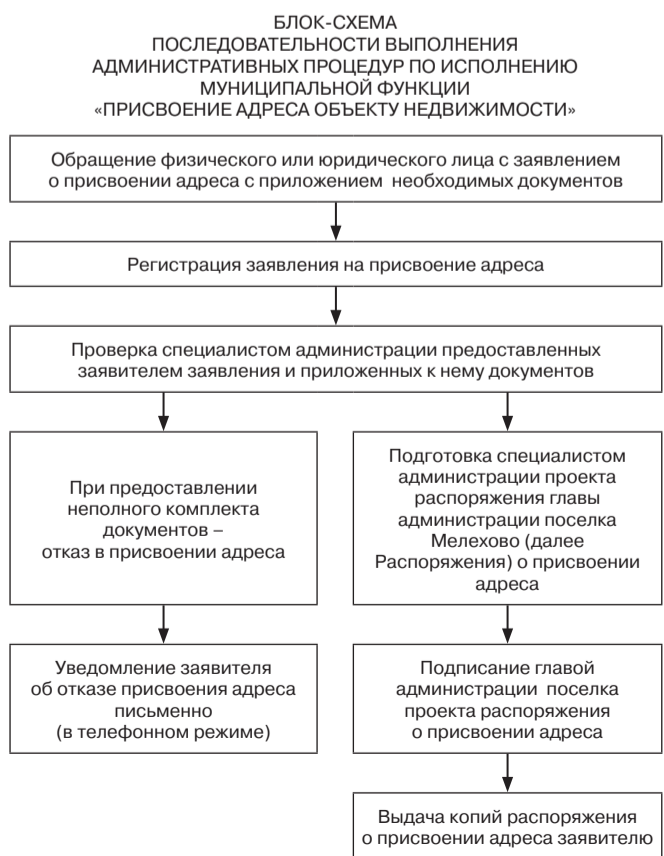 БЛОК-СХЕМА
ПОСЛЕДОВАТЕЛЬНОСТИ ВЫПОЛНЕНИЯ
АДМИНИСТРАТИВНЫХ ПРОЦЕДУР ПО ИСПОЛНЕНИЮ
МУНИЦИПАЛЬНОЙ ФУНКЦИИ
«ПРИСВОЕНИЕ АДРЕСА ОБЪЕКТУ НЕДВИЖИМОСТИ»
Обращение физического или юридического лица с заявлением
о присвоении адреса с приложением необходимых документов
Регистрация заявления на присвоение адреса
Проверка специалистом администрации предоставленных
заявителем заявления и приложенных к нему документов
При предоставлении
неполного комплекта
документов –
отказ в присвоении адреса
Подготовка специалистом
администрации проекта
распоряжения главы
администрации поселка
Мелехово (далее
Распоряжения) о присвоении
адреса
Уведомление заявителя
об отказе присвоения адреса
письменно
(в телефонном режиме)
Подписание главой
администрации поселка
проекта распоряжения
о присвоении адреса
Выдача копий распоряжения
о присвоении адреса заявителю